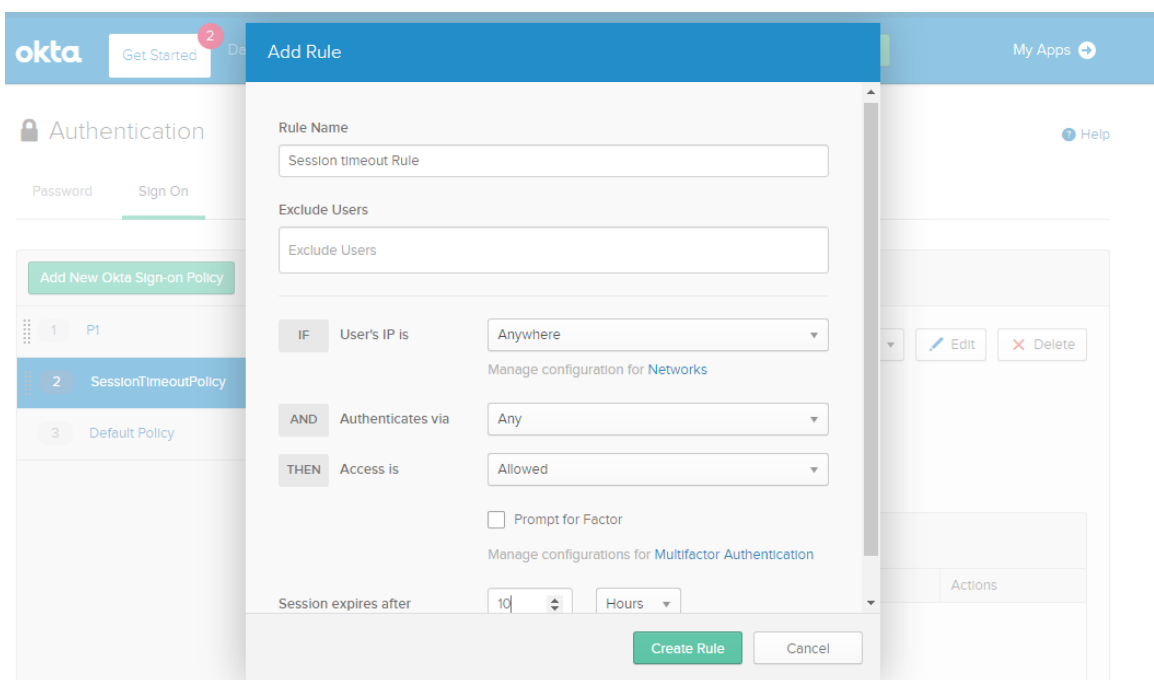 okta
Get Started
2
Da
Add Rule
My Apps
Authentication
Help
Password
Sign On
Rule Name
Session timeout Rule
Exclude Users
Exclude Users
Add New Okta Sign-on Policy
1 P1
2 SessionTimeoutPolicy
3 Default Policy
IF User's IP is Anywhere
Manage configuration for Networks
Edit
Delete
AND Authenticates via Any
THEN Access is Allowed
Prompt for Factor
Manage configurations for Multifactor Authentication
Actions
Session expires after 10 Hours
Create Rule
Cancel